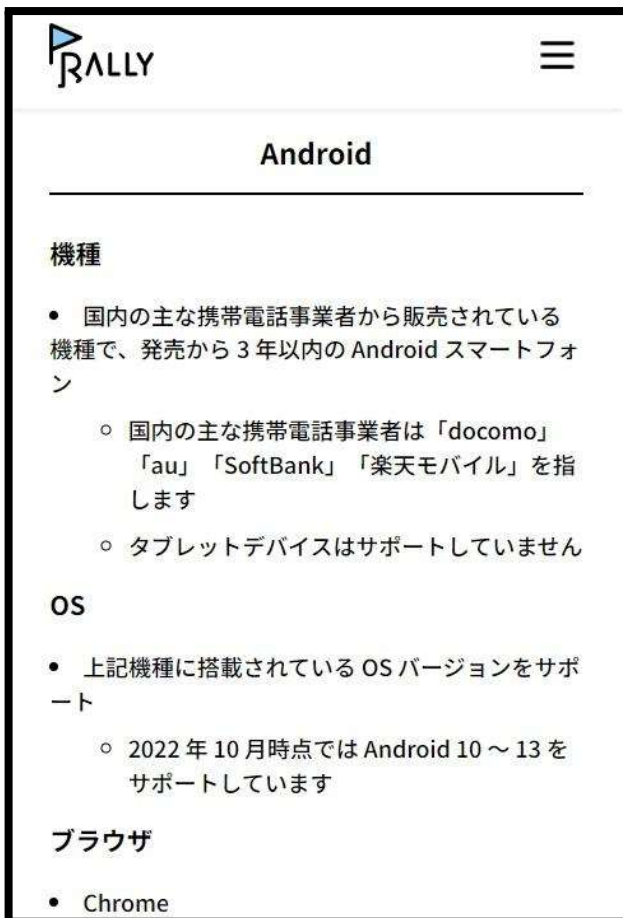 RALLY
Android
機種
• 国内の主な携帯電話事業者から販売されている
機種で、発売から 3 年以内の Android スマートフォ
ン
◦ 国内の主な携帯電話事業者は「docomo」
「au」「SoftBank」「楽天モバイル」を指
します
◦ タブレットデバイスはサポートしていません
OS
• 上記機種に搭載されている OS バージョンをサポ
ート
◦ 2022 年 10 月時点では Android 10 ～ 13 を
サポートしています
ブラウザ
• Chrome